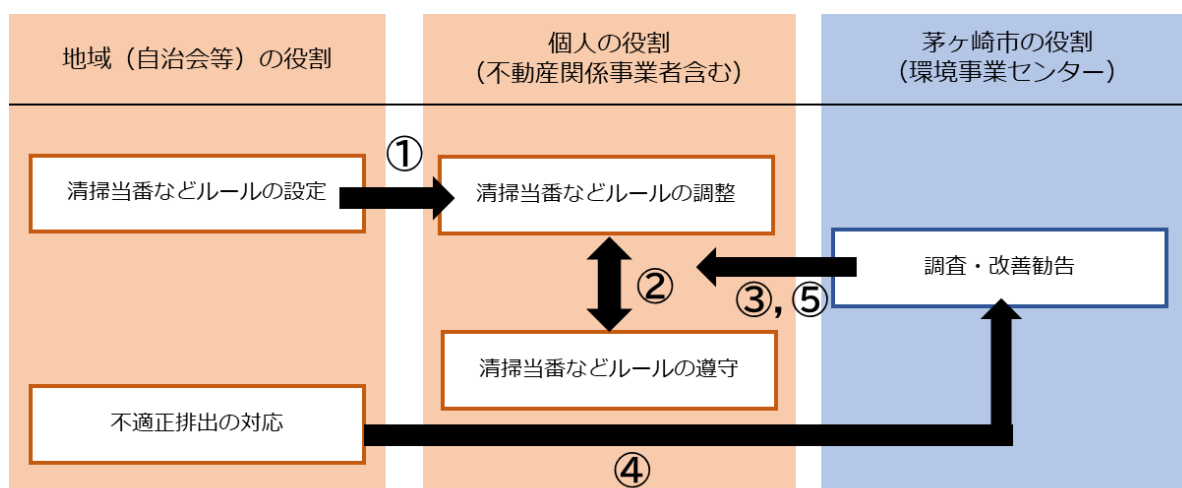 地域（自治会等）の役割
個人の役割
（不動産関係事業者含む）
茅ヶ崎市の役割
（環境事業センター）
①
清掃当番などルールの設定
清掃当番などルールの調整
②
③,⑤
調査・改善勧告
清掃当番などルールの遵守
不適正排出の対応
④